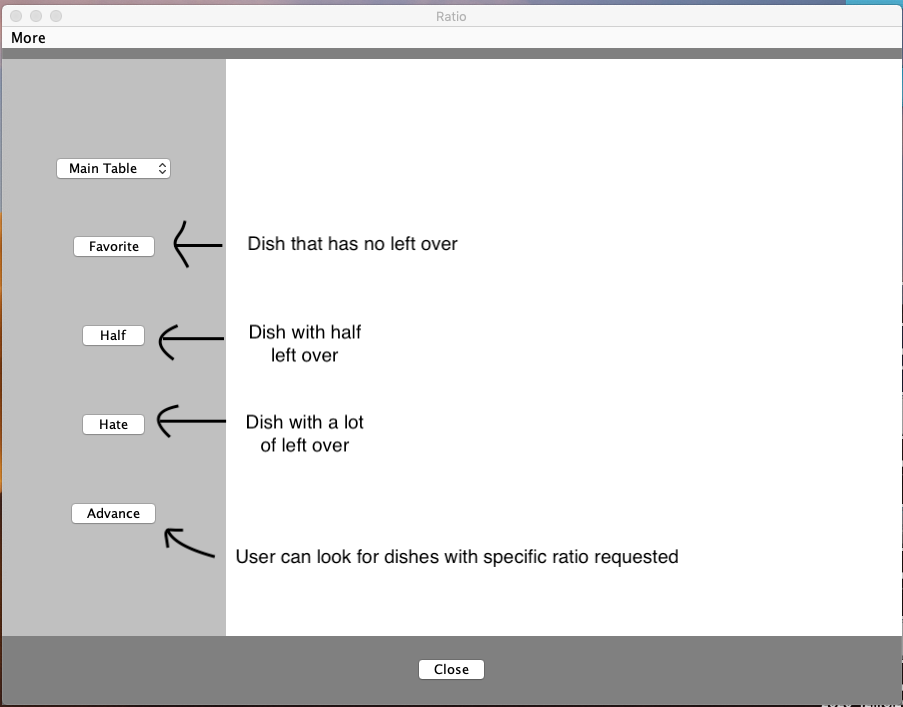 Ratio
More
Main Table
Favorite
Dish that has no left over
Half
Dish with half
left over
Hate
Dish with a lot
of left over
Advance
User can look for dishes with specific ratio requested
Close